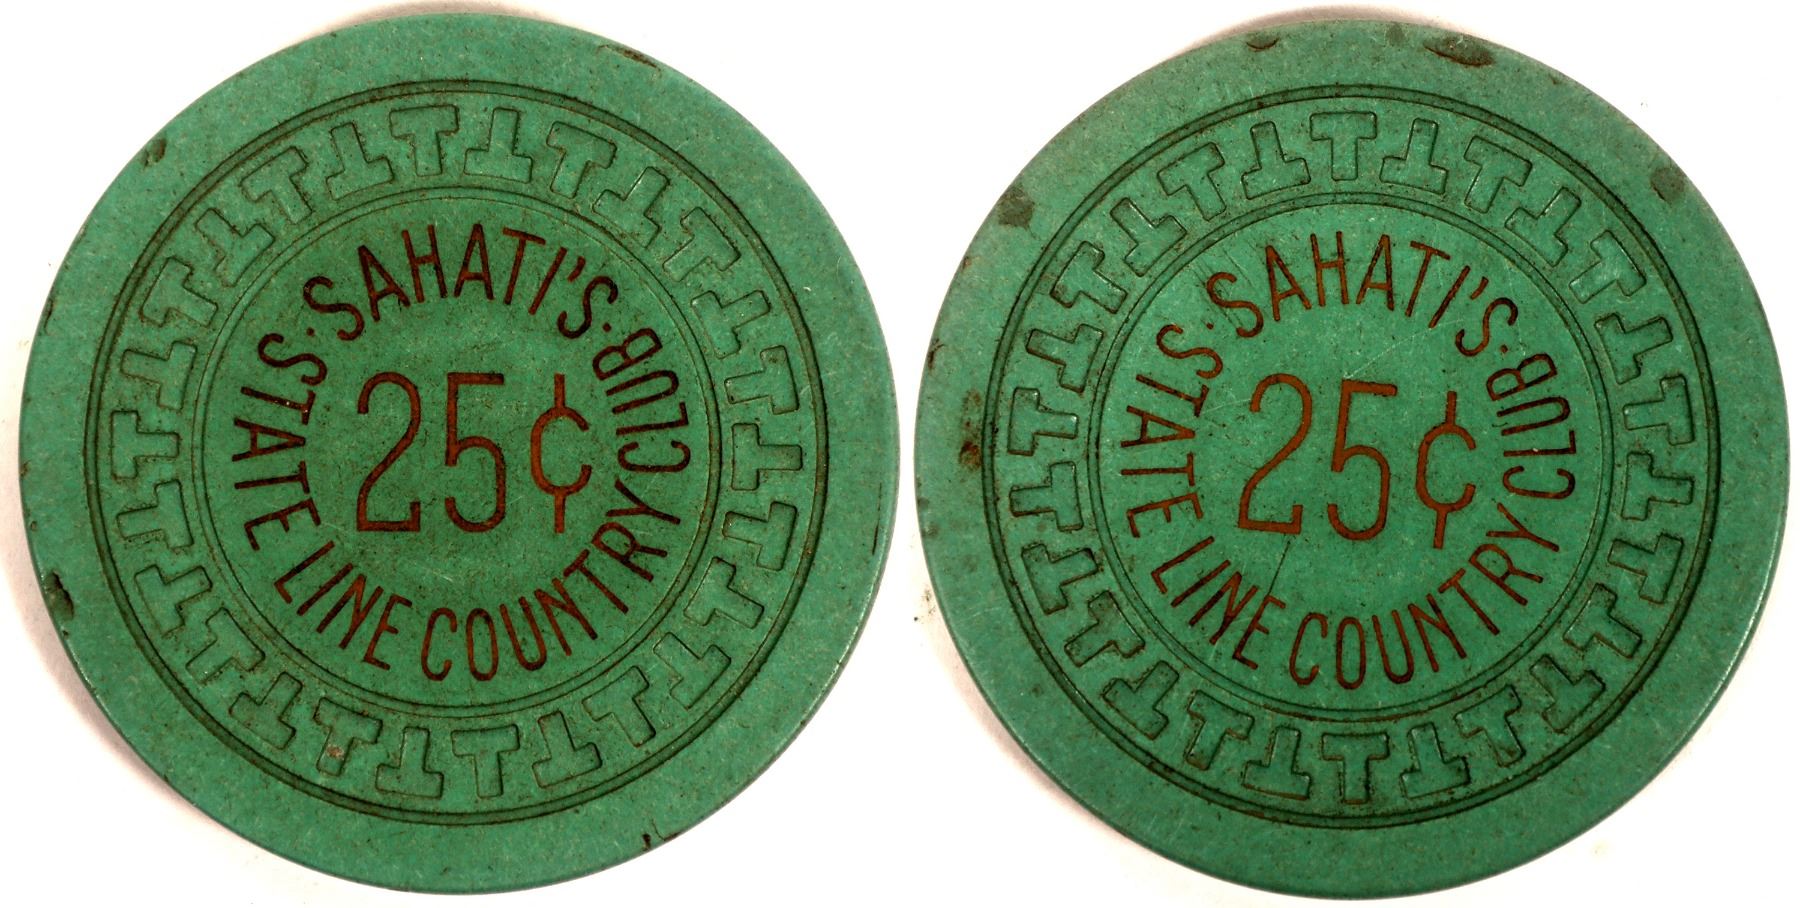 ·SAHATI'S·
STATE LINE COUNTRY CLUB
25¢
·SAHATI'S·
STATE LINE COUNTRY CLUB
25¢